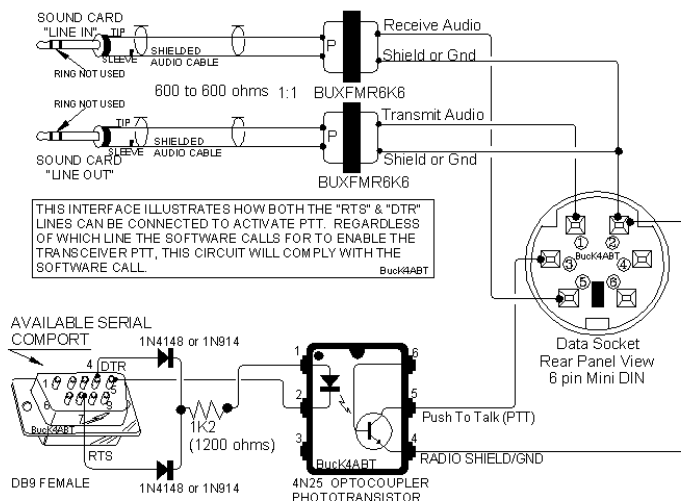 SOUND CARD
"LINE IN"
TIP
SLEEVE
SHIELDED
AUDIO CABLE
RING NOT USED
P
Receive Audio
Shield or Gnd
600 to 600 ohms 1:1 BUXFMR6K6
RING NOT USED
TIP
SLEEVE
SHIELDED
AUDIO CABLE
SOUND CARD
"LINE OUT"
P
Transmit Audio
Shield or Gnd
BUXFMR6K6
THIS INTERFACE ILLUSTRATES HOW BOTH THE "RTS" & "DTR"
LINES CAN BE CONNECTED TO ACTIVATE PTT. REGARDLESS
OF WHICH LINE THE SOFTWARE CALLS FOR TO ENABLE THE
TRANSCEIVER PTT, THIS CIRCUIT WILL COMPLY WITH THE
SOFTWARE CALL.
BucK4ABT
1 2
BucK4ABT
3 4
5 6
Data Socket
Rear Panel View
6 pin Mini DIN
AVAILABLE SERIAL
COMPORT
1N4148 or 1N914
4 DTR
1 5
6 9
7
BucK4ABT
RTS
DB9 FEMALE
1K2
(1200 ohms)
1N4148 or 1N914
1 6
2 5
3 4
BucK4ABT
Push To Talk (PTT)
RADIO SHIELD/GND
4N25 OPTOCOUPLER
PHOTOTRANSISTOR